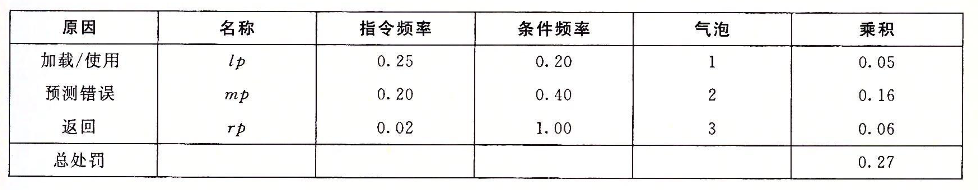 原因 名称 指令频率 条件频率 气泡 乘积
加载/使用 lp 0.25 0.20 1 0.05
预测错误 mp 0.20 0.40 2 0.16
返回 rp 0.02 1.00 3 0.06
总处罚 0.27